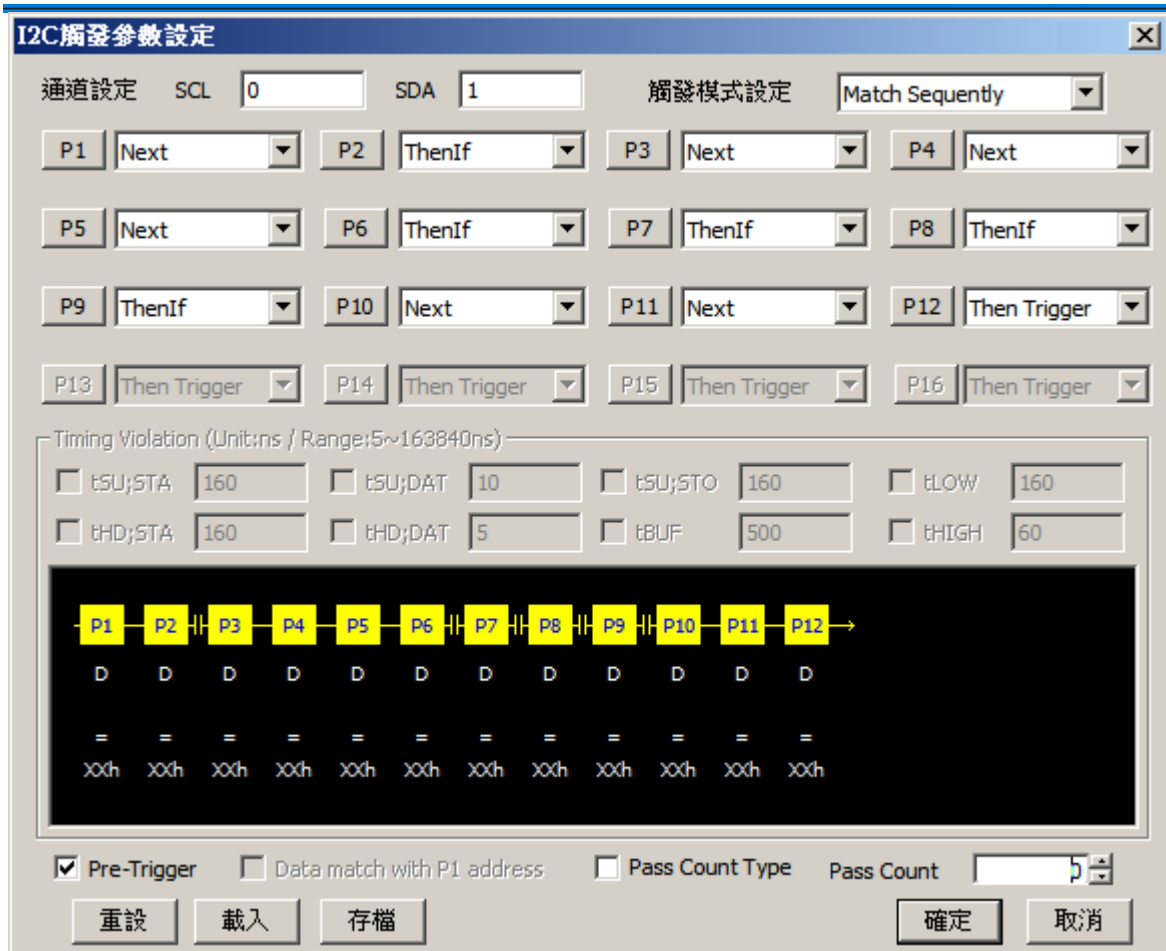 I2C觸發參數設定
通道設定 SCL 0 SDA 1 觸發模式設定 Match Sequently
P1 Next P2 ThenIf P3 Next P4 Next
P5 Next P6 ThenIf P7 ThenIf P8 ThenIf
P9 ThenIf P10 Next P11 Next P12 Then Trigger
P13 Then Trigger P14 Then Trigger P15 Then Trigger P16 Then Trigger
Timing Violation (Unit:ns / Range:5~163840ns)
tSU;STA 160 tSU;DAT 10 tSU;STO 160 tLOW 160
tHD;STA 160 tHD;DAT 5 tBUF 500 tHIGH 60
P1 P2 P3 P4 P5 P6 P7 P8 P9 P10 P11 P12
D D D D D D D D D D D D
= = = = = = = = = = = =
XXh XXh XXh XXh XXh XXh XXh XXh XXh XXh XXh XXh
Pre-Trigger Data match with P1 address Pass Count Type Pass Count
重設 載入 存檔 確定 取消